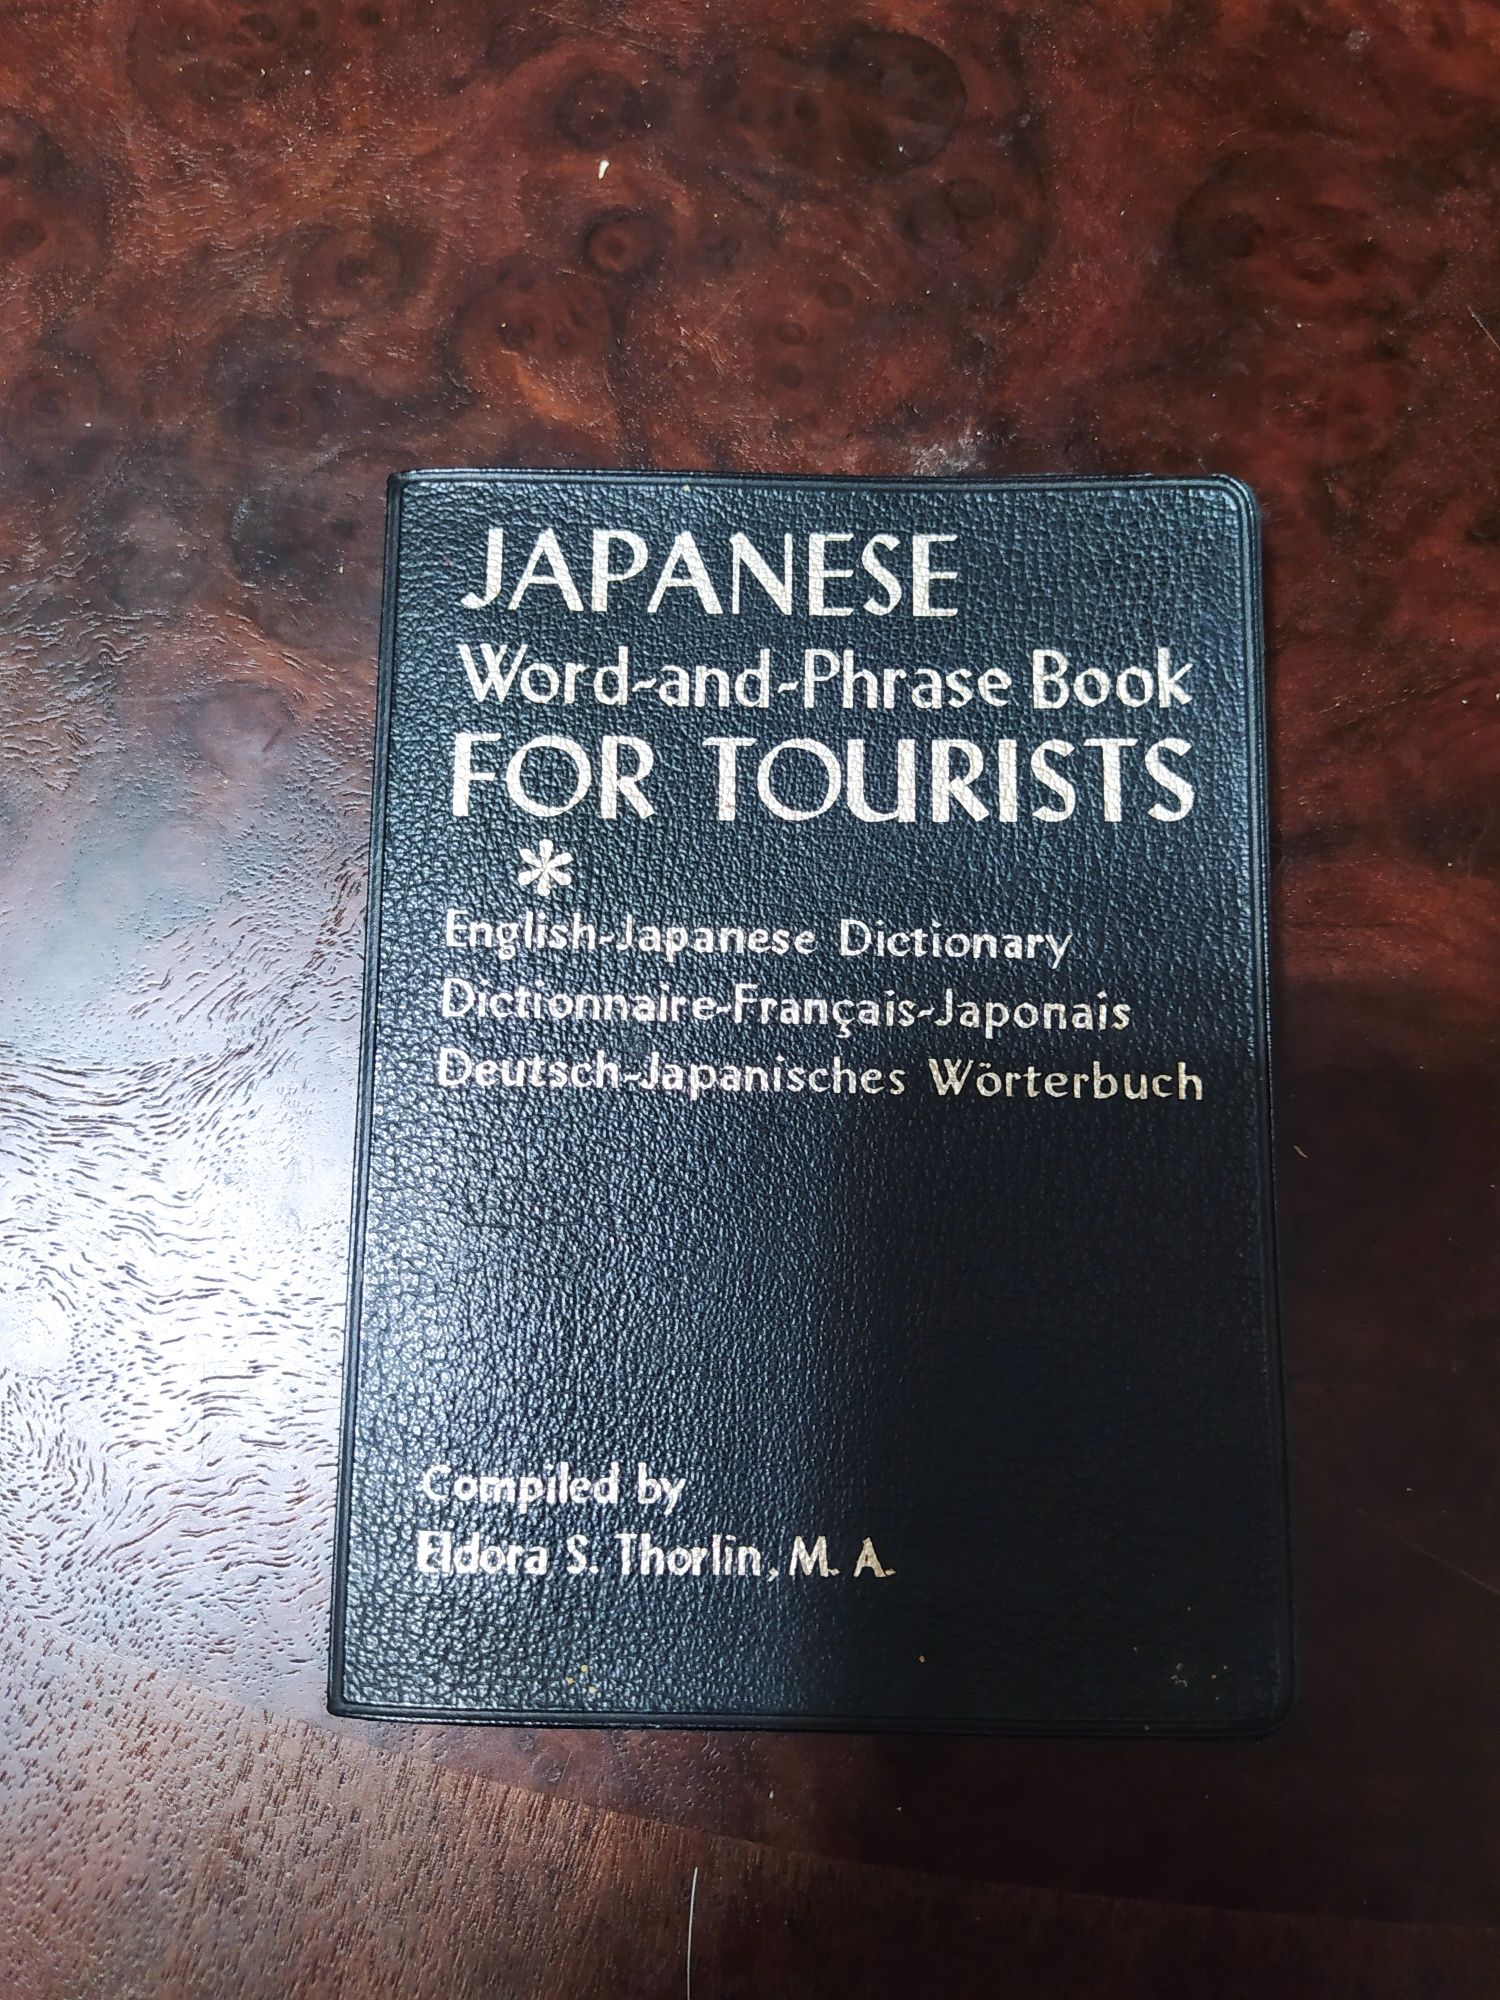 JAPANESE
Word-and-Phrase Book
FOR TOURISTS
*
English-Japanese Dictionary
Dictionnaire-Français-Japonais
Deutsch-Japanisches Wörterbuch
Compiled by
Eldora S. Thorlin, M. A.